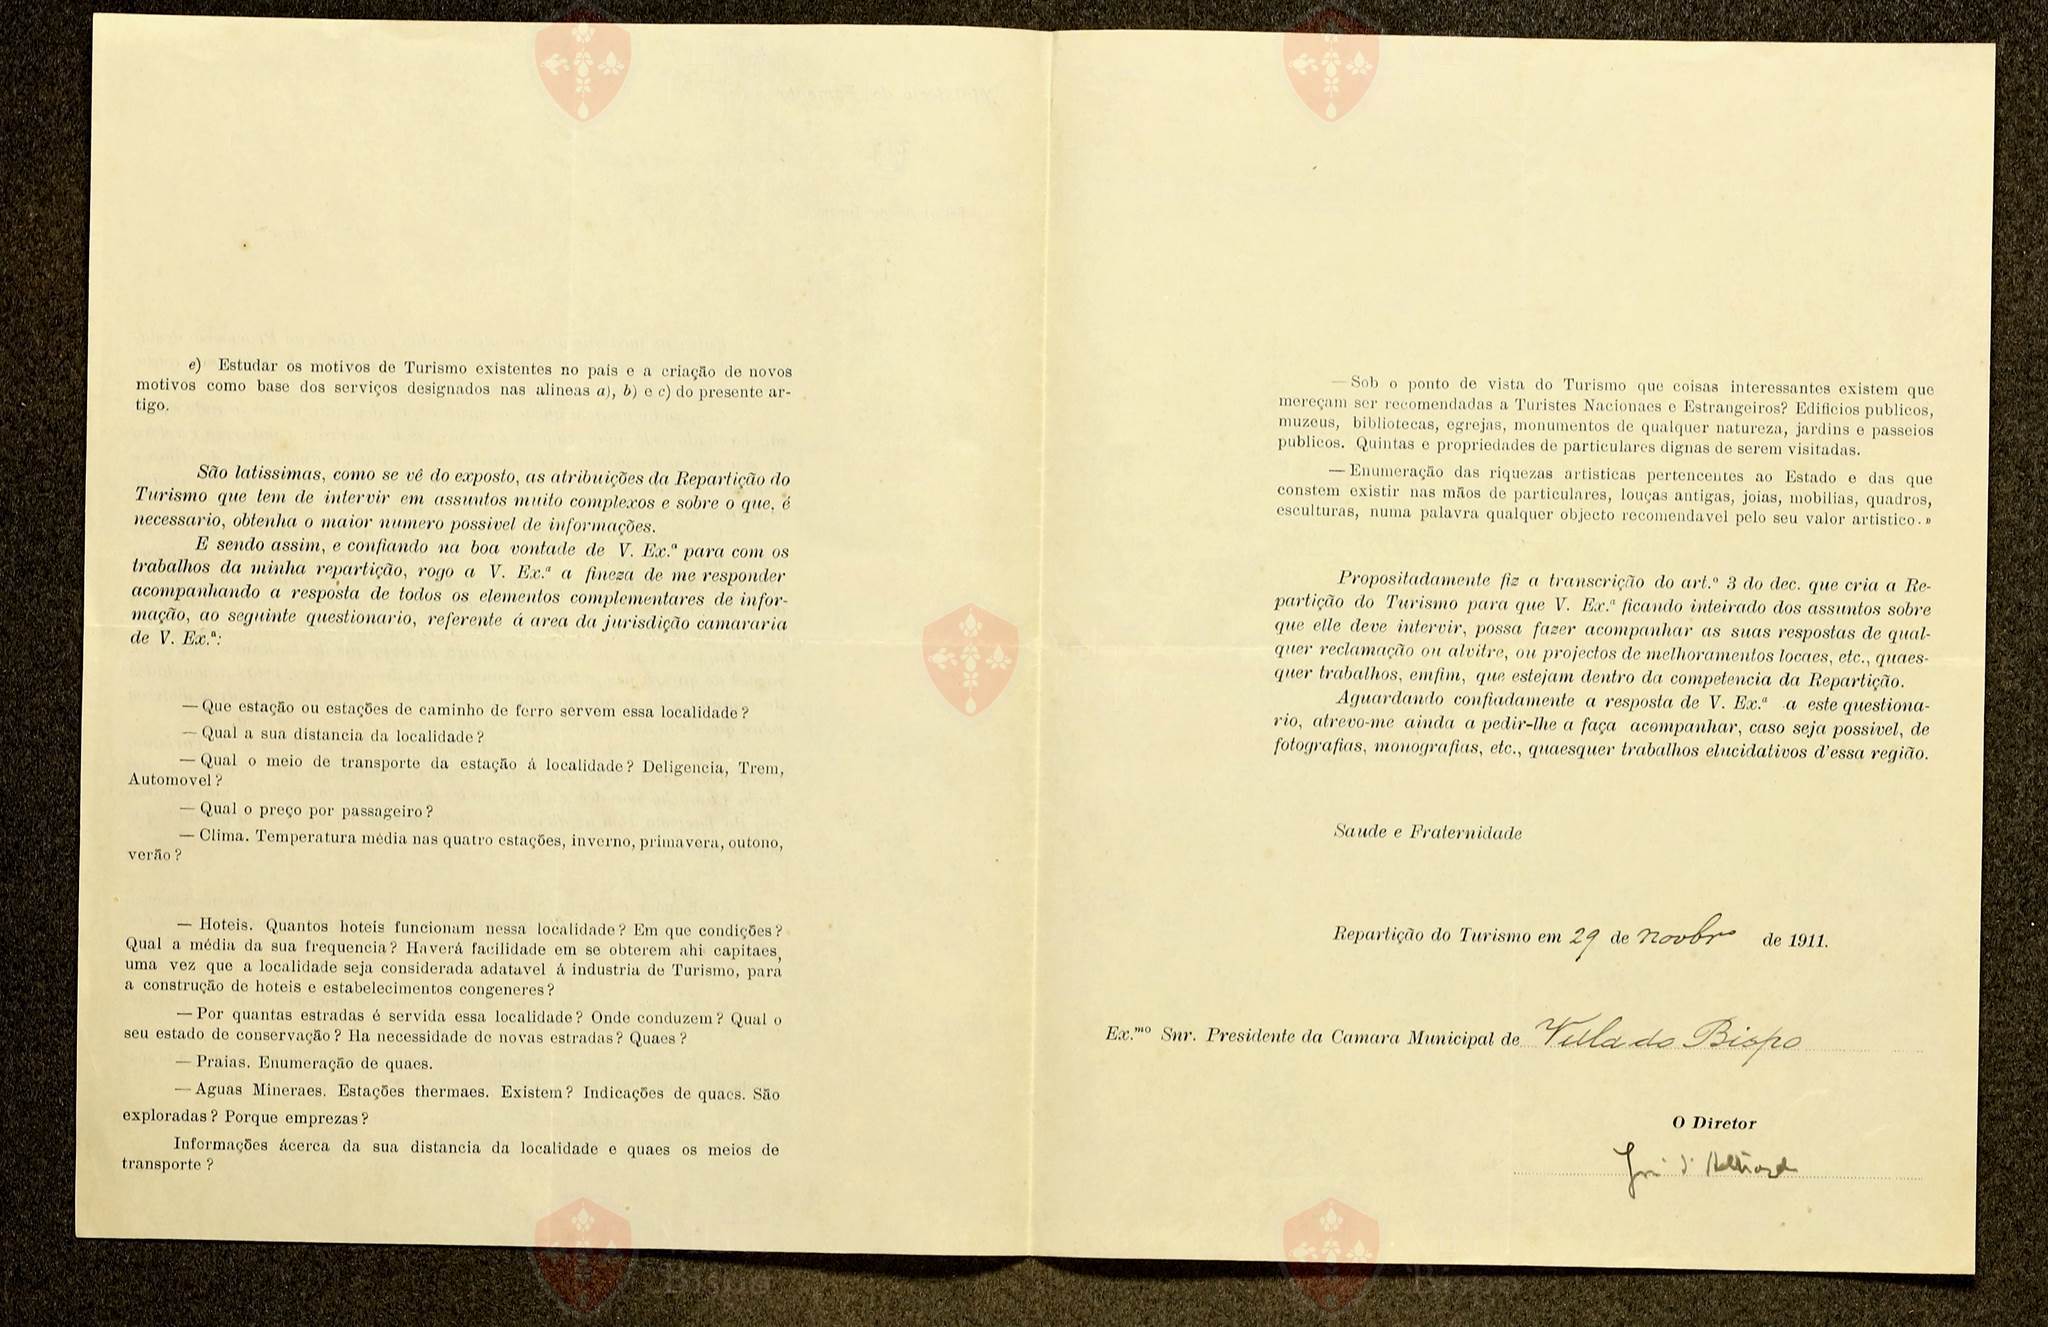 e) Estudar os motivos de Turismo existentes no país e a criação de novos
motivos como base dos serviços designados nas alineas a), b) e c) do presente ar-
tigo.
São latissimas, como se vê do exposto, as atribuições da Repartição do
Turismo que tem de intervir em assuntos muito complexos e sobre o que, é
necessario, obtenha o maior numero possivel de informações.
E sendo assim, e confiando na boa vontade de V. Ex.ª para com os
trabalhos da minha repartição, rogo a V. Ex.ª a fineza de me responder
acompanhando a resposta de todos os elementos complementares de infor-
mação, ao seguinte questionario, referente á area da jurisdição camararia
de V. Ex.ª:
— Que estação ou estações de caminho de ferro servem essa localidade?
— Qual a sua distancia da localidade?
— Qual o meio de transporte da estação á localidade? Deligencia, Trem,
Automovel?
— Qual o preço por passageiro?
— Clima. Temperatura média nas quatro estações, inverno, primavera, outono,
verão?
— Hoteis. Quantos hoteis funcionam nessa localidade? Em que condições?
Qual a média da sua frequencia? Haverá facilidade em se obterem ahi capitaes,
uma vez que a localidade seja considerada adatavel á industria de Turismo, para
a construção de hoteis e estabelecimentos congeneres?
— Por quantas estradas é servida essa localidade? Onde conduzem? Qual o
seu estado de conservação? Ha necessidade de novas estradas? Quaes?
— Praias. Enumeração de quaes.
— Aguas Mineraes. Estações thermaes. Existem? Indicações de quaes. São
exploradas? Porque emprezas?
Informações ácerca da sua distancia da localidade e quaes os meios de
transporte?
— Sob o ponto de vista do Turismo que coisas interessantes existem que
mereçam ser recomendadas a Turistes Nacionaes e Estrangeiros? Edificios publicos,
muzeus, bibliotecas, egrejas, monumentos de qualquer natureza, jardins e passeios
publicos. Quintas e propriedades de particulares dignas de serem visitadas.
— Enumeração das riquezas artisticas pertencentes ao Estado e das que
constem existir nas mãos de particulares, louças antigas, joias, mobilias, quadros,
esculturas, numa palavra qualquer objecto recomendavel pelo seu valor artistico.»
Propositadamente fiz a transcrição do art.º 3 do dec. que cria a Re-
partição do Turismo para que V. Ex.ª ficando inteirado dos assuntos sobre
que elle deve intervir, possa fazer acompanhar as suas respostas de qual-
quer reclamação ou alvitre, ou projectos de melhoramentos locaes, etc., quaes-
quer trabalhos, emfim, que estejam dentro da competencia da Repartição.
Aguardando confiadamente a resposta de V. Ex.ª a este questiona-
rio, atrevo-me ainda a pedir-lhe a faça acompanhar, caso seja possivel, de
fotografias, monografias, etc., quaesquer trabalhos elucidativos d'essa região.
Saude e Fraternidade
Repartição do Turismo em 29 de novbro de 1911.
Ex.mo Snr. Presidente da Camara Municipal de Villa do Bispo
O Diretor
José d'
Bispo